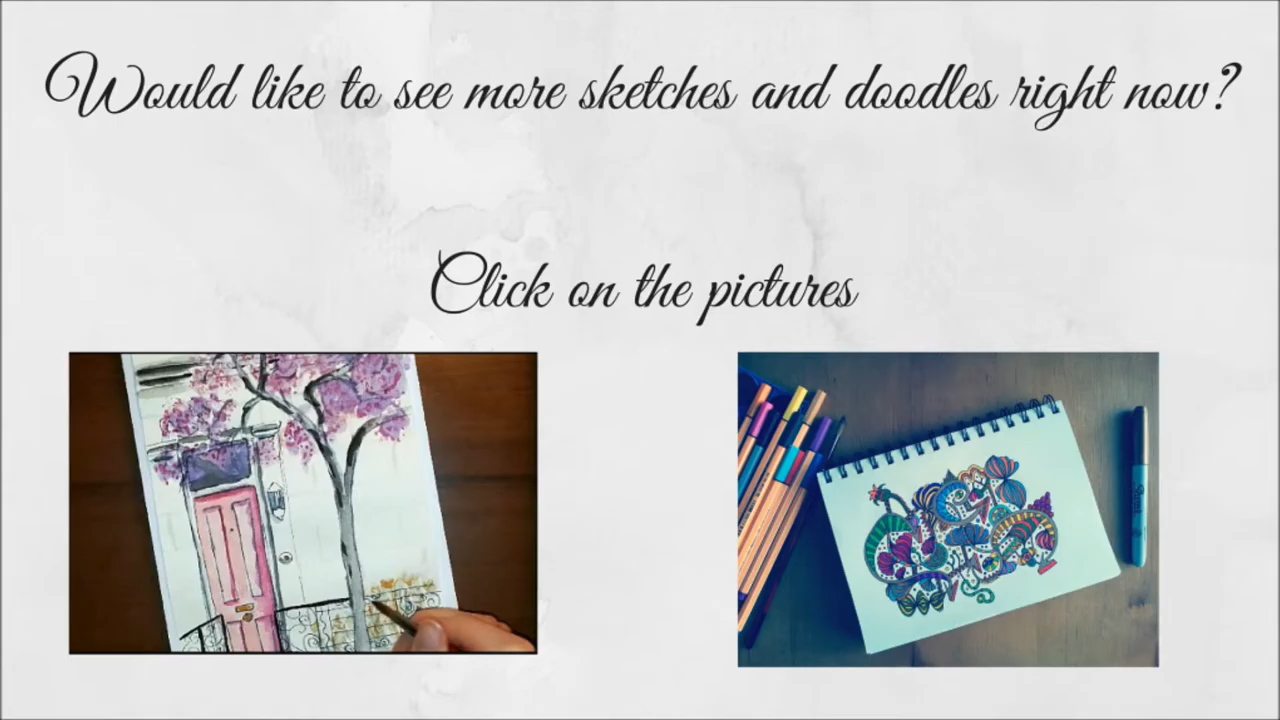 Would like to see more sketches and doodles right now?
Click on the pictures